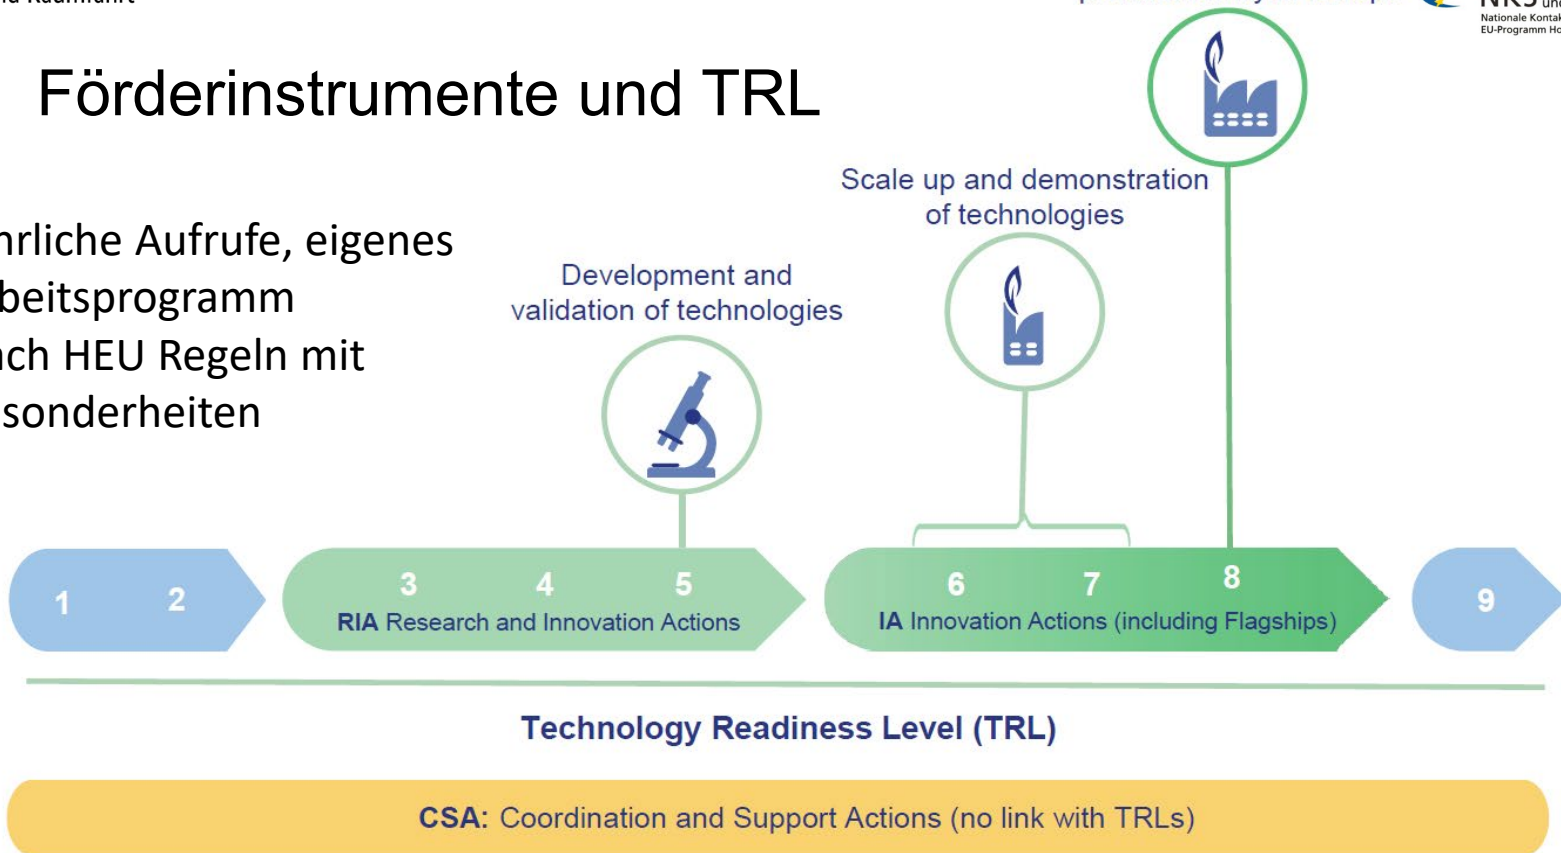 Förderinstrumente und TRL
NKS
Nationale Kontak
EU-Programm Ho
Scale up and demonstration
of technologies
hrliche Aufrufe, eigenes
beitsprogramm
ch HEU Regeln mit
sonderheiten
Development and
validation of technologies
1 2 3 4 5 6 7 8 9
RIA Research and Innovation Actions
IA Innovation Actions (including Flagships)
Technology Readiness Level (TRL)
CSA: Coordination and Support Actions (no link with TRLs)